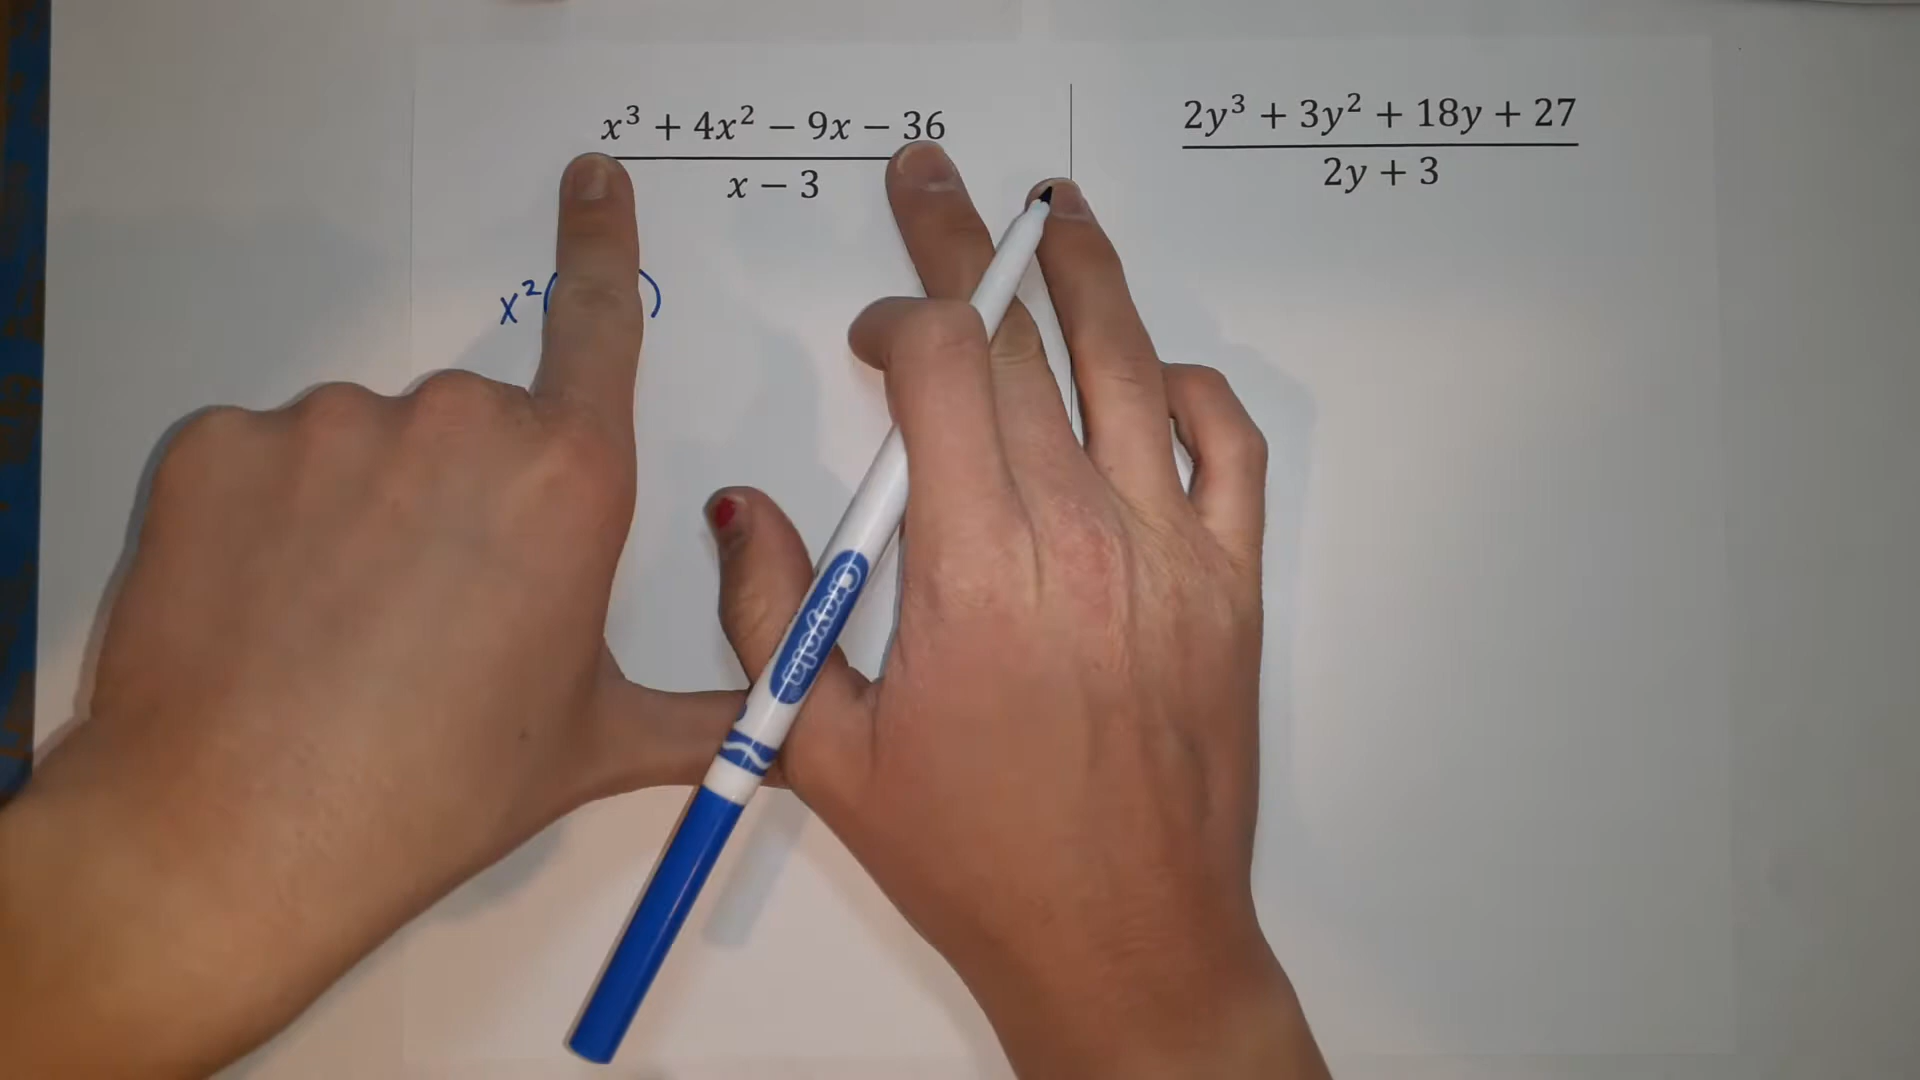 x³ + 4x² − 9x − 36
x − 3
2y³ + 3y² + 18y + 27
2y + 3
x² ( )
Crayola